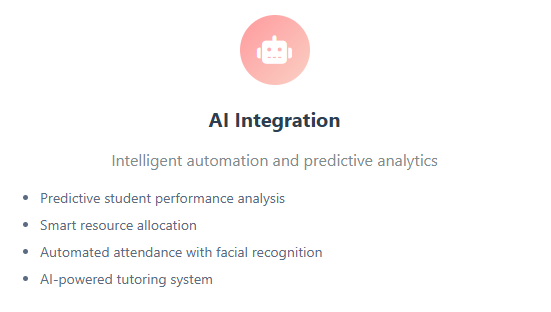 AI Integration
Intelligent automation and predictive analytics
Predictive student performance analysis
Smart resource allocation
Automated attendance with facial recognition
AI-powered tutoring system